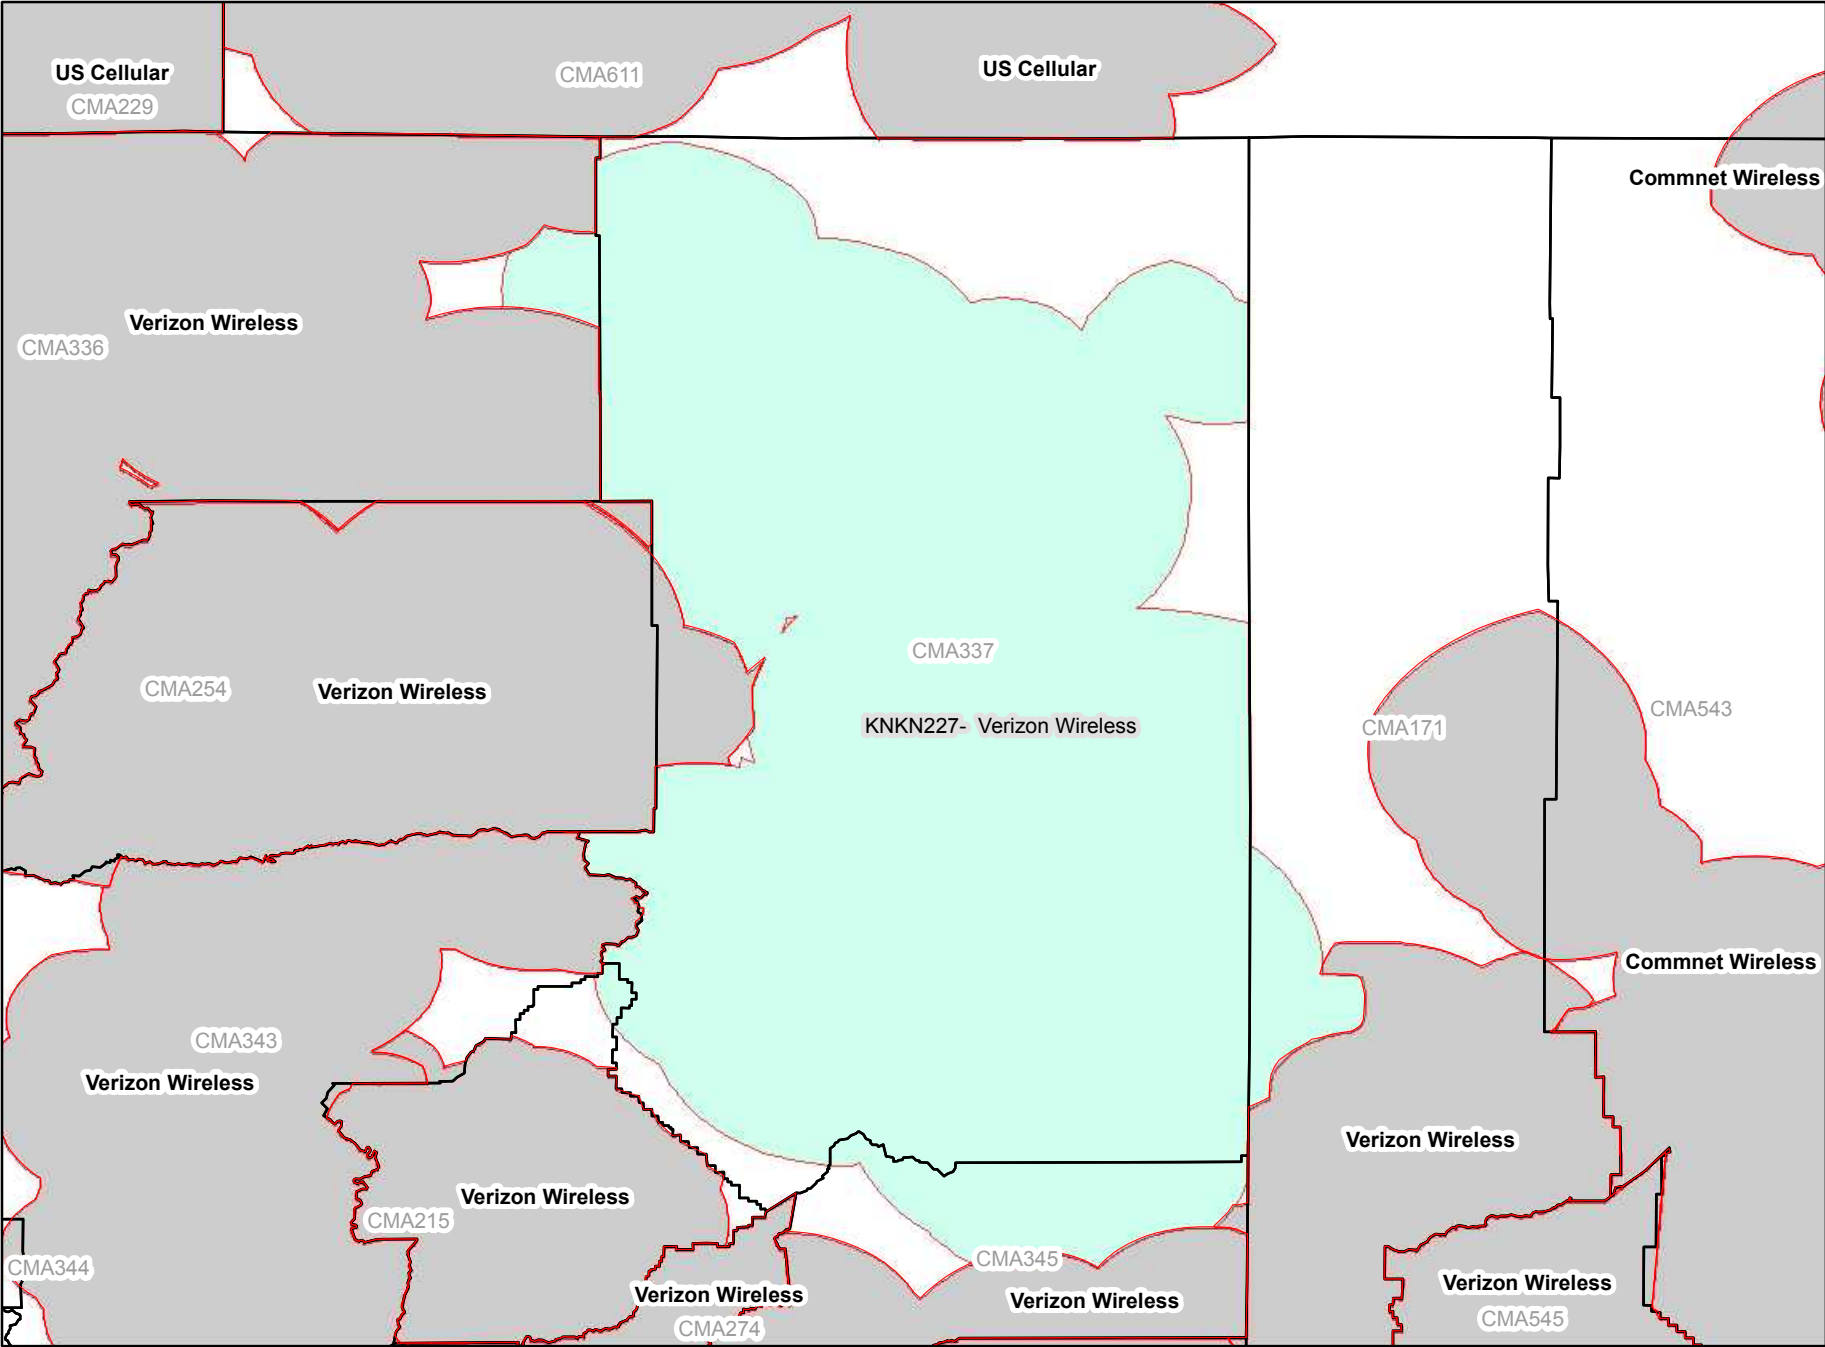 US Cellular
CMA229
CMA611
US Cellular
Commnet Wireless
Verizon Wireless
CMA336
CMA337
CMA254
Verizon Wireless
KNKN227- Verizon Wireless
CMA171
CMA543
Commnet Wireless
CMA343
Verizon Wireless
Verizon Wireless
Verizon Wireless
CMA215
CMA344
CMA345
Verizon Wireless
CMA274
Verizon Wireless
Verizon Wireless
CMA545